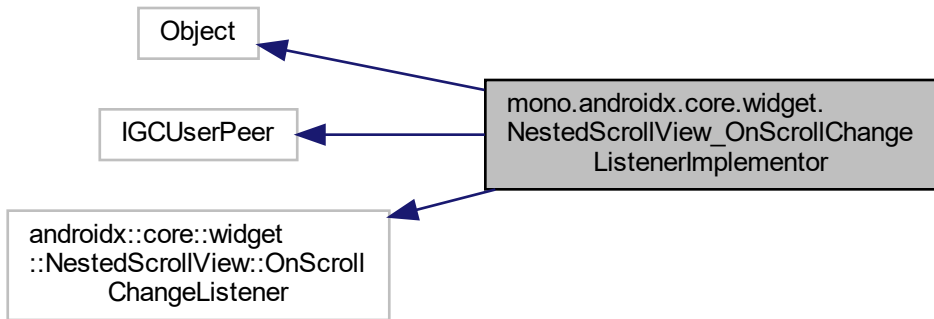 Object
IGCUserPeer
androidx::core::widget
::NestedScrollView::OnScroll
ChangeListener
mono.androidx.core.widget.
NestedScrollView_OnScrollChange
ListenerImplementor